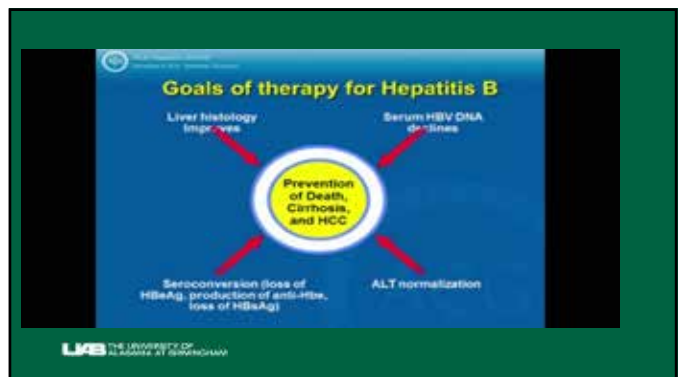 Goals of therapy for Hepatitis B
Liver histology
Improves
Serum HBV DNA
declines
Prevention
of Death,
Cirrhosis,
and HCC
Seroconversion (loss of
HBeAg, production of anti-Hbe,
loss of HBsAg)
ALT normalization
UAB THE UNIVERSITY OF
ALABAMA AT BIRMINGHAM